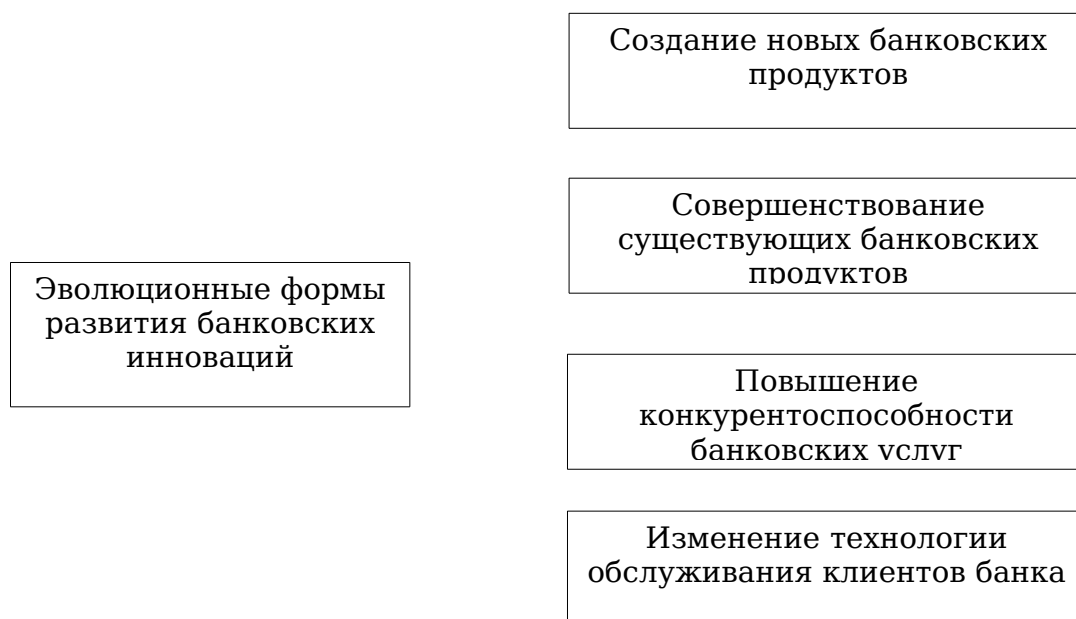 Создание новых банковских
продуктов
Совершенствование
существующих банковских
продуктов
Эволюционные формы
развития банковских
инноваций
Повышение
конкурентоспособности
банковских услуг
Изменение технологии
обслуживания клиентов банка